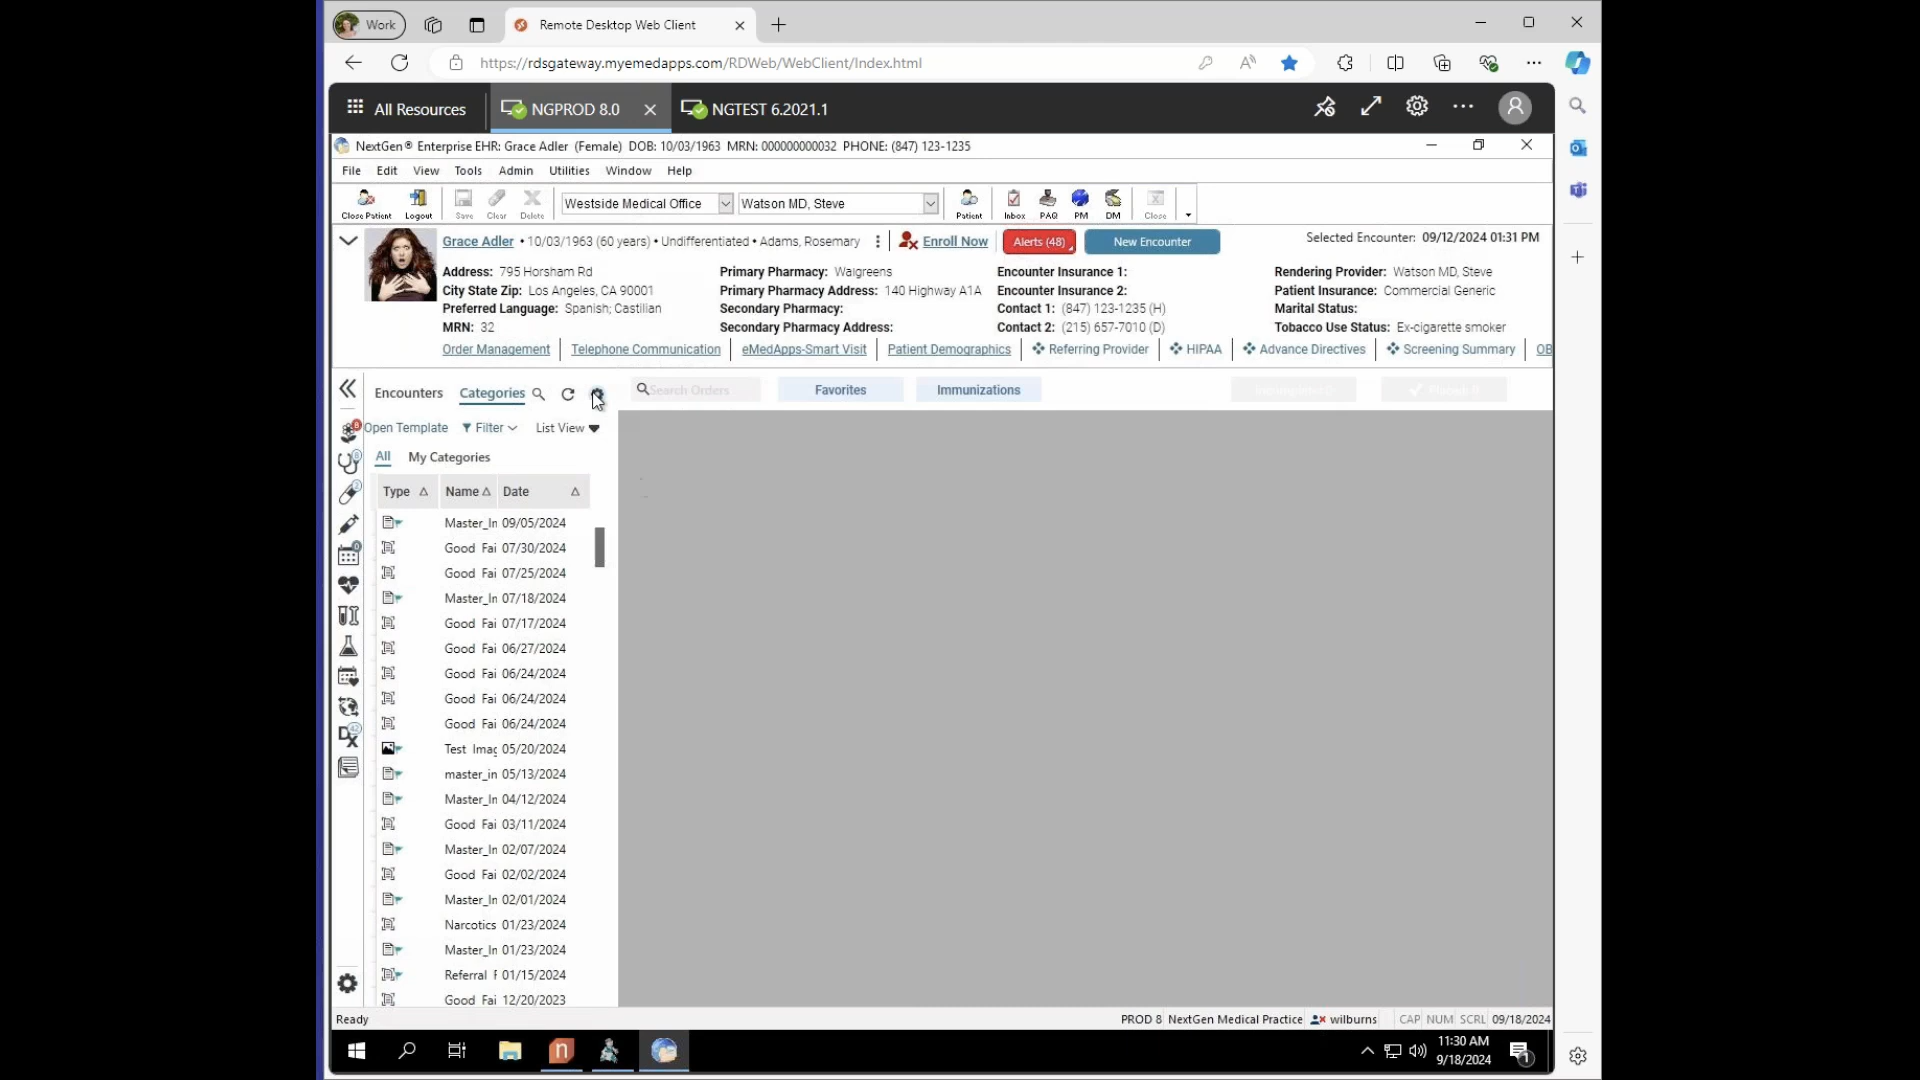 Work
Remote Desktop Web Client
https://rdsgateway.myemedapps.com/RDWeb/WebClient/Index.html
All Resources
NGPROD 8.0
NGTEST 6.2021.1
NextGen® Enterprise EHR: Grace Adler (Female) DOB: 10/03/1963 MRN: 000000000032 PHONE: (847) 123-1235
File Edit View Tools Admin Utilities Window Help
Close Patient Logout Save Clear Delete Westside Medical Office Watson MD, Steve Patient Inbox PAQ PM DM Close
Grace Adler • 10/03/1963 (60 years) • Undifferentiated • Adams, Rosemary Enroll Now Alerts (48) New Encounter Selected Encounter: 09/12/2024 01:31 PM
Address: 795 Horsham Rd Primary Pharmacy: Walgreens Encounter Insurance 1: Rendering Provider: Watson MD, Steve
City State Zip: Los Angeles, CA 90001 Primary Pharmacy Address: 140 Highway A1A Encounter Insurance 2: Patient Insurance: Commercial Generic
Preferred Language: Spanish; Castilian Secondary Pharmacy: Contact 1: (847) 123-1235 (H) Marital Status:
MRN: 32 Secondary Pharmacy Address: Contact 2: (215) 657-7010 (D) Tobacco Use Status: Ex-cigarette smoker
Order Management Telephone Communication eMedApps-Smart Visit Patient Demographics Referring Provider HIPAA Advance Directives Screening Summary OB
Encounters Categories Search Orders Favorites Immunizations
Open Template Filter List View
All My Categories
Type Name Date
Master_In 09/05/2024
Good Fai 07/30/2024
Good Fai 07/25/2024
Master_In 07/18/2024
Good Fai 07/17/2024
Good Fai 06/27/2024
Good Fai 06/24/2024
Good Fai 06/24/2024
Good Fai 06/24/2024
Test Imag 05/20/2024
master_in 05/13/2024
Master_In 04/12/2024
Good Fai 03/11/2024
Master_In 02/07/2024
Good Fai 02/02/2024
Master_In 02/01/2024
Narcotics 01/23/2024
Master_In 01/23/2024
Referral F 01/15/2024
Good Fai 12/20/2023
Ready PROD 8 NextGen Medical Practice wilburns CAP NUM SCRL 09/18/2024
11:30 AM
9/18/2024